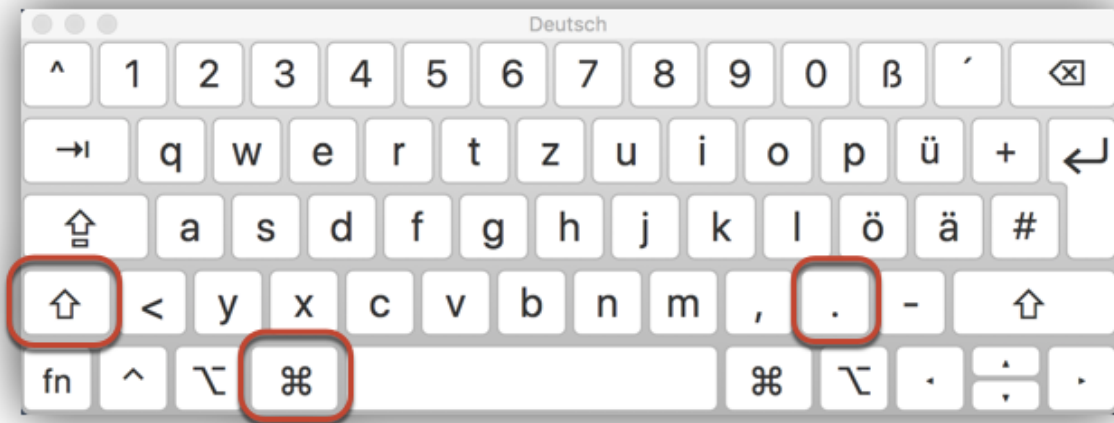 Deutsch
^ 1 2 3 4 5 6 7 8 9 0 ß ´ ⌫
⇥ q w e r t z u i o p ü + ↵
⇪ a s d f g h j k l ö ä #
⇧ < y x c v b n m , . - ⇧
fn ^ ⌥ ⌘ ⌘ ⌥ ◂ ▴ ▾ ▸